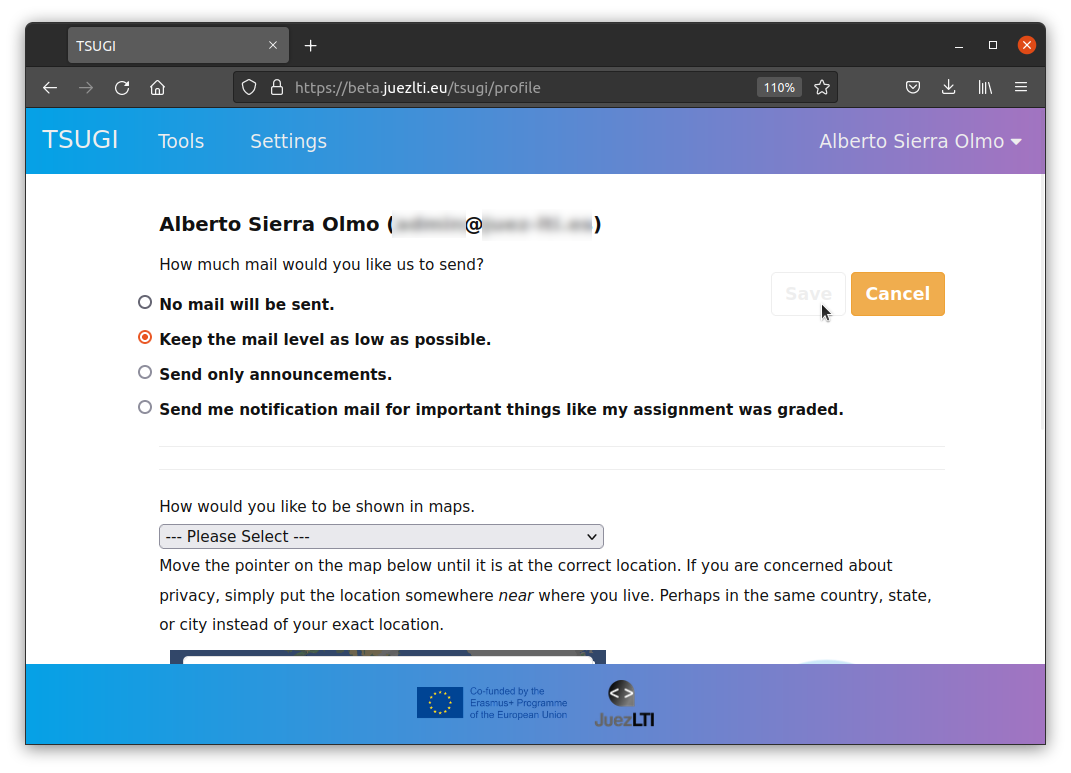 TSUGI
https://beta.juezlti.eu/tsugi/profile
110%
TSUGI
Tools
Settings
Alberto Sierra Olmo
Alberto Sierra Olmo (@)
How much mail would you like us to send?
Save
Cancel
No mail will be sent.
Keep the mail level as low as possible.
Send only announcements.
Send me notification mail for important things like my assignment was graded.
How would you like to be shown in maps.
--- Please Select ---
Move the pointer on the map below until it is at the correct location. If you are concerned about
privacy, simply put the location somewhere near where you live. Perhaps in the same country, state,
or city instead of your exact location.
Co-funded by the
Erasmus+ Programme
of the European Union
<>
JuezLTI